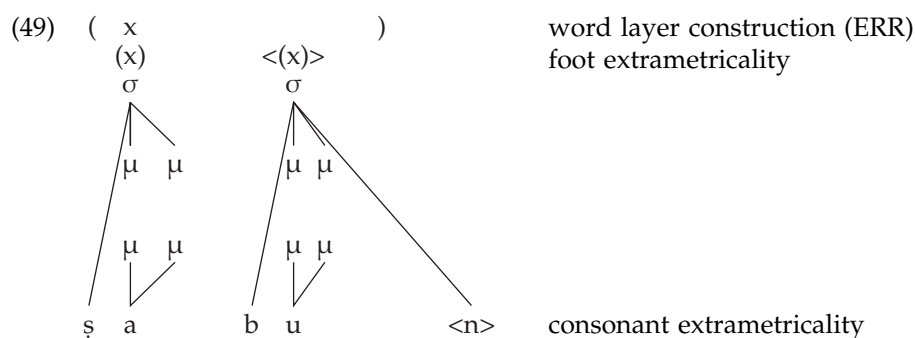 (49) ( x ) word layer construction (ERR)
(x) <(x)> foot extrametricality
σ σ
μ μ μ μ
μ μ μ μ
ṣ a b u <n> consonant extrametricality